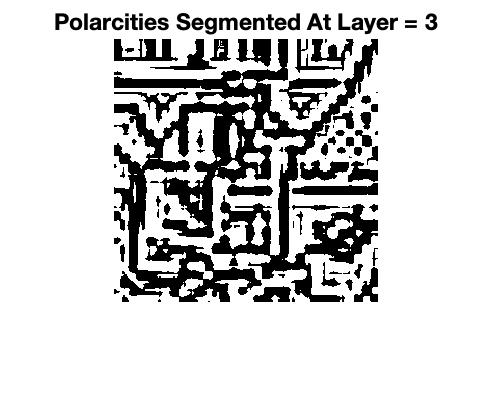 Polarcities Segmented At Layer = 3